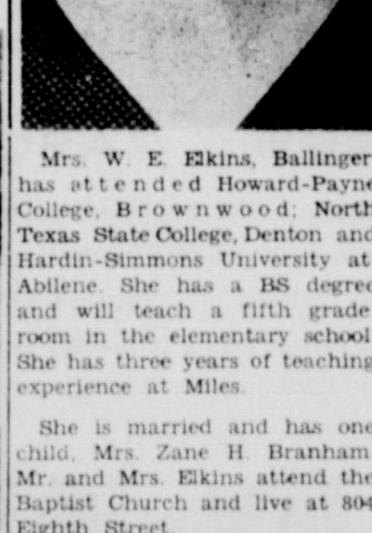 Mrs. W. E. Elkins, Ballinger
has attended Howard-Payne
College, Brownwood; North
Texas State College, Denton and
Hardin-Simmons University at
Abilene. She has a BS degree
and will teach a fifth grade
room in the elementary school
She has three years of teaching
experience at Miles.
She is married and has one
child, Mrs. Zane H. Branham
Mr. and Mrs. Elkins attend the
Baptist Church and live at 804
Eighth Street.